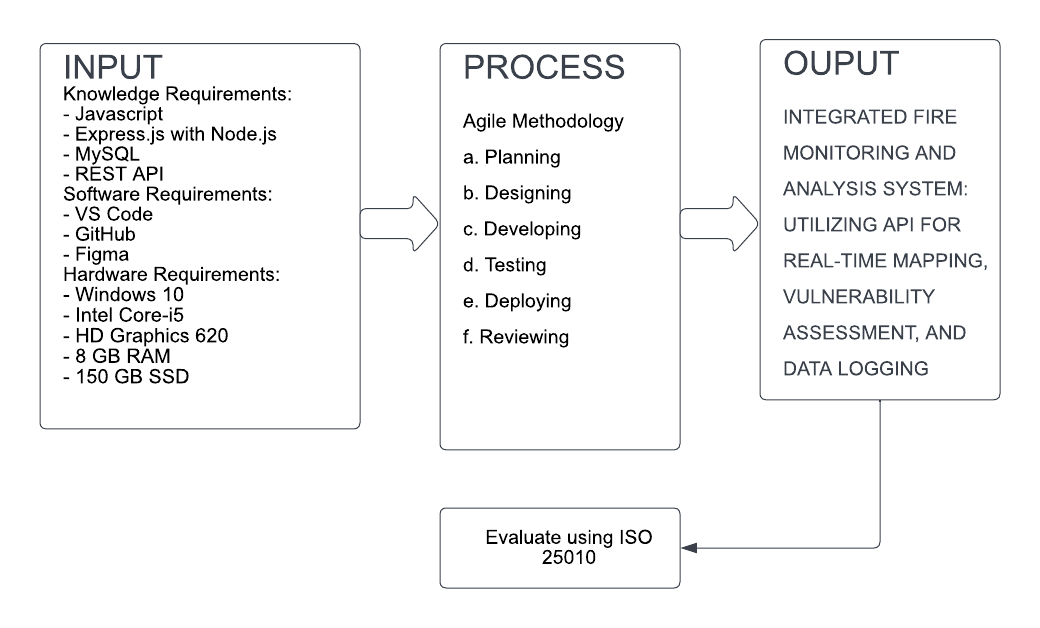 INPUT
Knowledge Requirements:
- Javascript
- Express.js with Node.js
- MySQL
- REST API
Software Requirements:
- VS Code
- GitHub
- Figma
Hardware Requirements:
- Windows 10
- Intel Core-i5
- HD Graphics 620
- 8 GB RAM
- 150 GB SSD
PROCESS
Agile Methodology
a. Planning
b. Designing
c. Developing
d. Testing
e. Deploying
f. Reviewing
OUPUT
INTEGRATED FIRE
MONITORING AND
ANALYSIS SYSTEM:
UTILIZING API FOR
REAL-TIME MAPPING,
VULNERABILITY
ASSESSMENT, AND
DATA LOGGING
Evaluate using ISO
25010